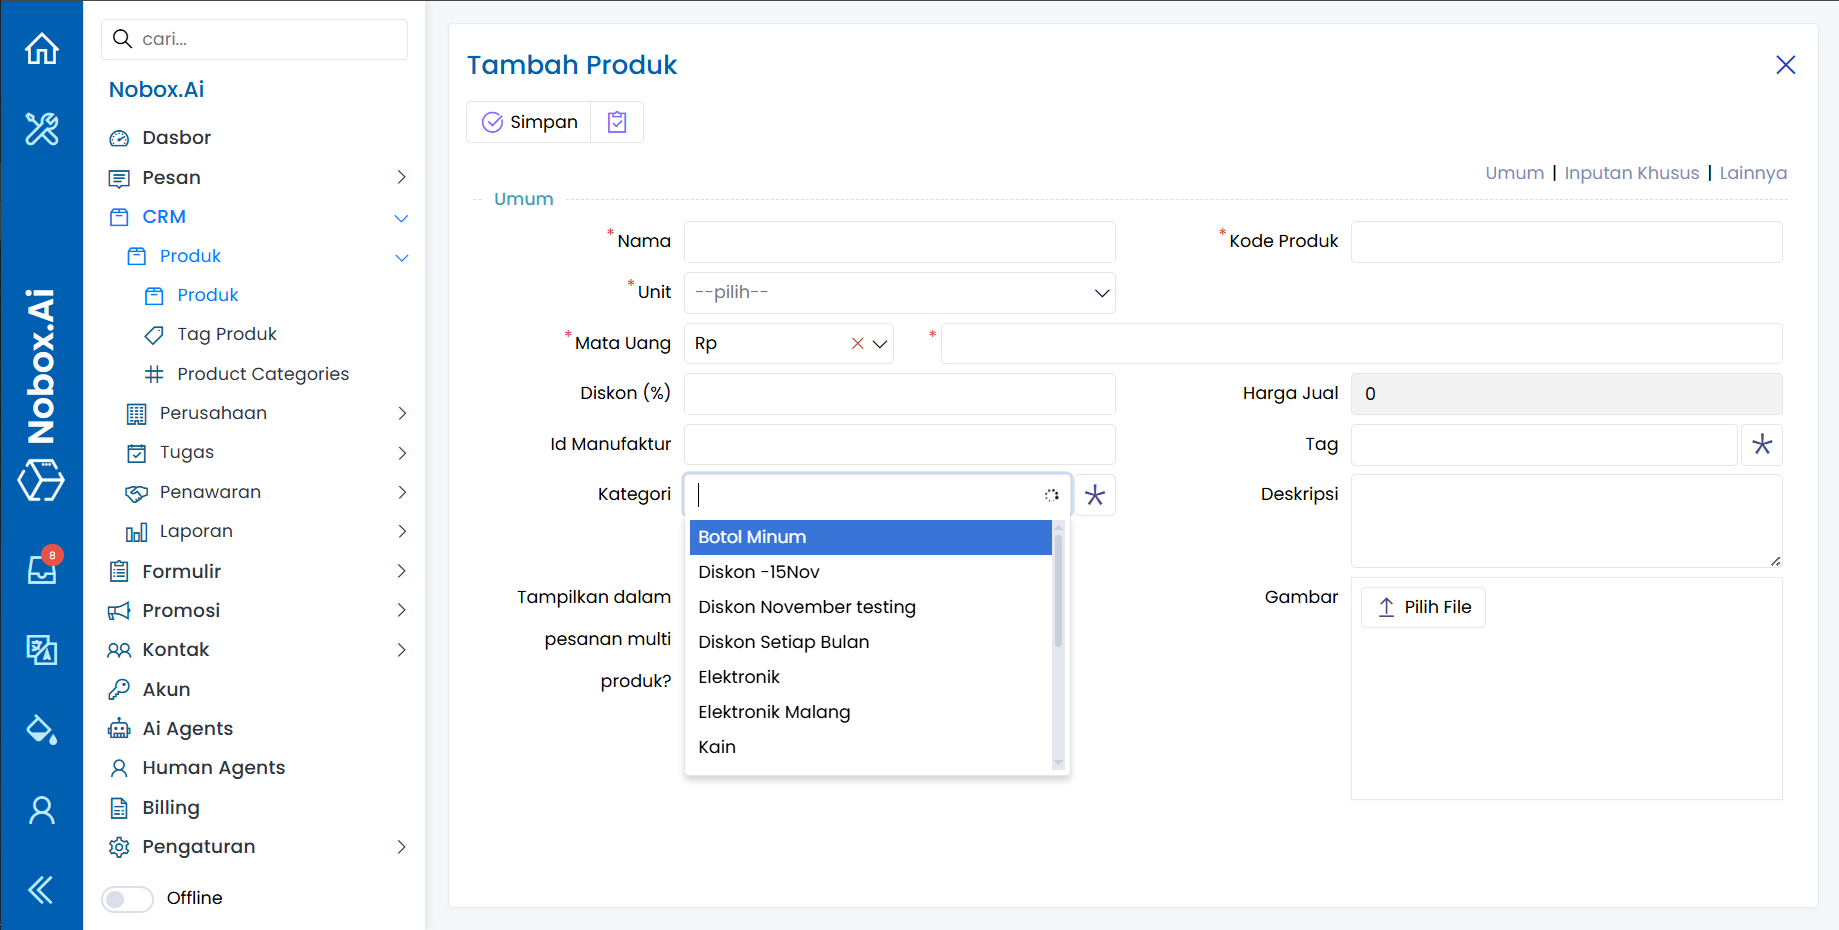 cari...
Nobox.Ai
Dasbor
Pesan
CRM
Produk
Produk
Tag Produk
Product Categories
Perusahaan
Tugas
Penawaran
Laporan
Formulir
Promosi
Kontak
Akun
Ai Agents
Human Agents
Billing
Pengaturan
Offline
Nobox.Ai
8
Tambah Produk
Simpan
Umum | Inputan Khusus | Lainnya
Umum
* Nama
* Kode Produk
* Unit --pilih--
* Mata Uang Rp
*
Diskon (%)
Harga Jual 0
Id Manufaktur
Tag
Kategori
Deskripsi
Botol Minum
Diskon -15Nov
Diskon November testing
Diskon Setiap Bulan
Elektronik
Elektronik Malang
Kain
Tampilkan dalam
pesanan multi
produk?
Gambar
Pilih File